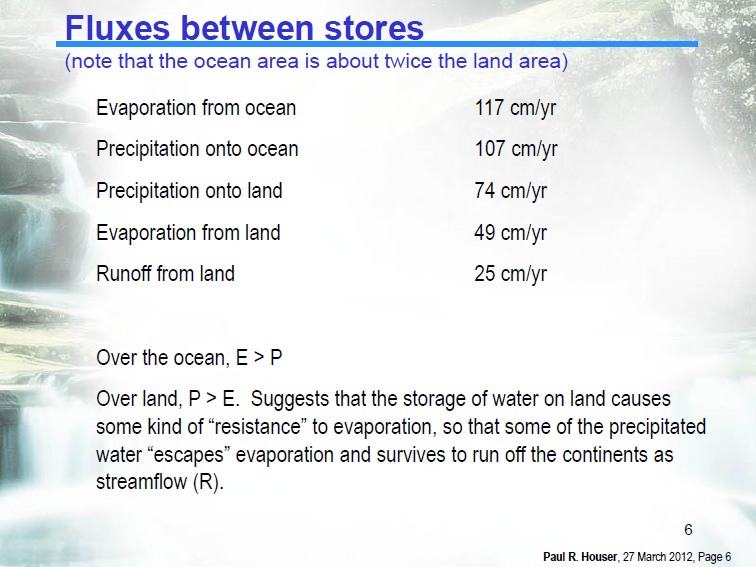 Fluxes between stores
(note that the ocean area is about twice the land area)
Evaporation from ocean 117 cm/yr
Precipitation onto ocean 107 cm/yr
Precipitation onto land 74 cm/yr
Evaporation from land 49 cm/yr
Runoff from land 25 cm/yr
Over the ocean, E > P
Over land, P > E.  Suggests that the storage of water on land causes
some kind of “resistance” to evaporation, so that some of the precipitated
water “escapes” evaporation and survives to run off the continents as
streamflow (R).
6
Paul R. Houser, 27 March 2012, Page 6